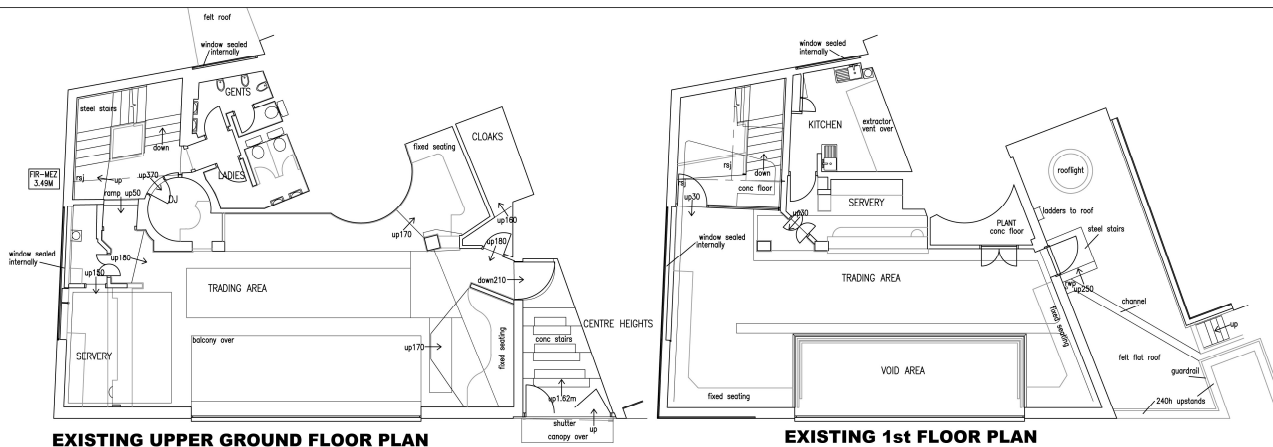 felt roof
window sealed
internally
GENTS
steel stairs
down
CLOAKS
fixed seating
LADIES
FIR-MEZ
3.49M
rsj
up
up370
ramp up50
DJ
up170
up160
up180
window sealed
internally
up180
up150
down210
TRADING AREA
CENTRE HEIGHTS
balcony over
conc stairs
fixed seating
up170
SERVERY
up1.62m
up
shutter
canopy over
EXISTING UPPER GROUND FLOOR PLAN
window sealed
internally
KITCHEN
extractor
vent over
rsj
down
rsj
conc floor
up30
SERVERY
up30
rooflight
PLANT
conc floor
ladders to roof
steel stairs
window sealed
internally
TRADING AREA
rwp
up250
channel
fixed seating
up
felt flat roof
VOID AREA
guardrail
fixed seating
240h upstands
EXISTING 1st FLOOR PLAN